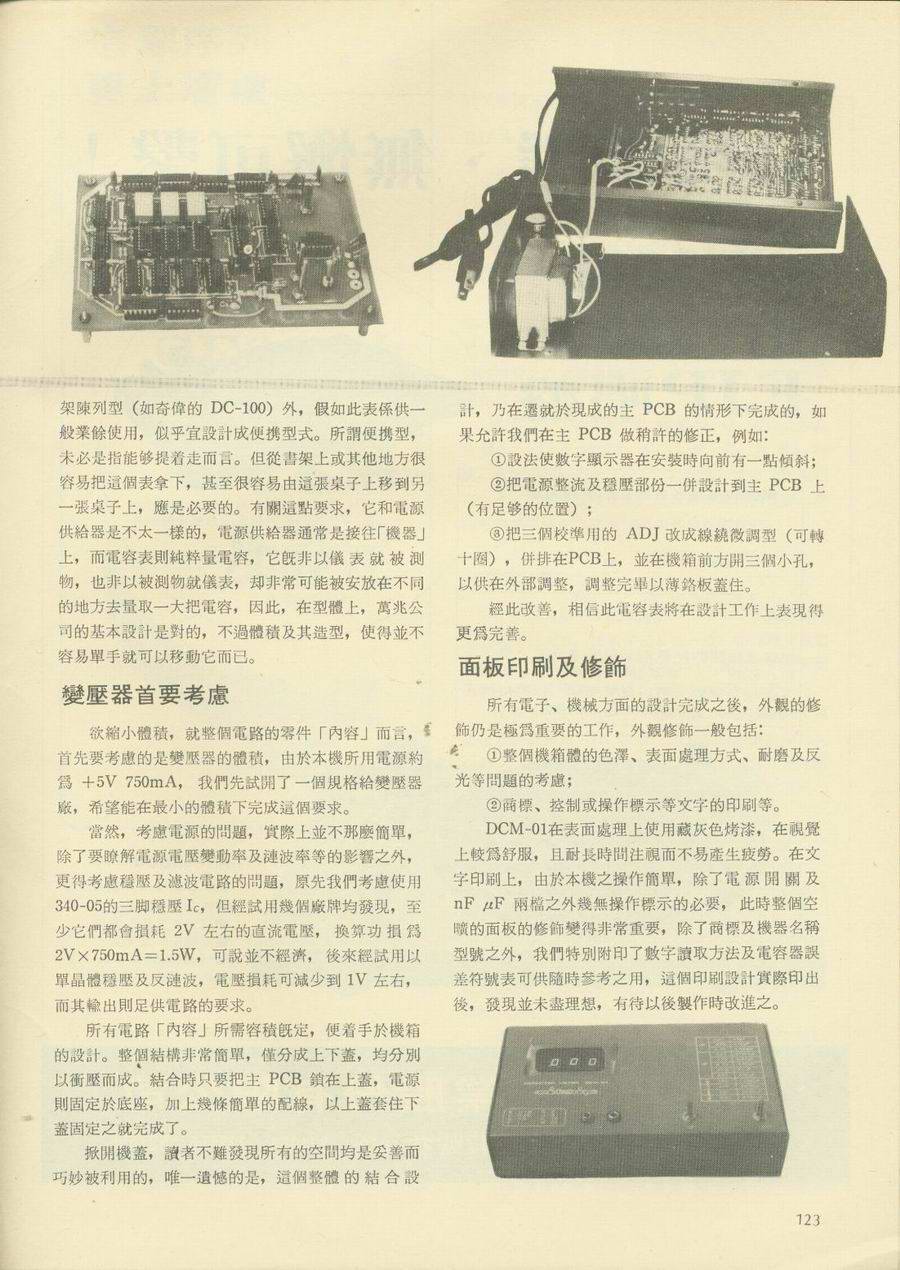 架陳列型（如奇偉的 DC-100）外，假如此表係供一
般業餘使用，似乎宜設計成便携型式。所謂便携型，
未必是指能够提着走而言。但從書架上或其他地方很
容易把這個表拿下，甚至很容易由這張桌子上移到另
一張桌子上，應是必要的。有關這點要求，它和電源
供給器是不太一樣的，電源供給器通常是接往「機器」
上，而電容表則純粹量電容，它旣非以儀表就被測
物，也非以被測物就儀表，却非常可能被安放在不同
的地方去量取一大把電容，因此，在型體上，萬兆公
司的基本設計是對的，不過體積及其造型，使得並不
容易單手就可以移動它而已。
變壓器首要考慮
欲縮小體積，就整個電路的零件「內容」而言，
首先要考慮的是變壓器的體積，由於本機所用電源約
爲 +5V 750mA， 我們先試開了一個規格給變壓器
廠，希望能在最小的體積下完成這個要求。
當然，考慮電源的問題，實際上並不那麼簡單，
除了要瞭解電源電壓變動率及漣波率等的影響之外，
更得考慮穩壓及濾波電路的問題，原先我們考慮使用
340-05的三脚穩壓 Ic，但經試用幾個廠牌均發現，至
少它們都會損耗 2V 左右的直流電壓， 換算功損爲
2V×750mA=1.5W，可說並不經濟， 後來經試用以
單晶體穩壓及反漣波，電壓損耗可減少到 1V 左右，
而其輸出則足供電路的要求。
所有電路「內容」所需容積旣定，便着手於機箱
的設計。整個結構非常簡單，僅分成上下蓋，均分別
以衝壓而成。結合時只要把主 PCB 鎖在上蓋，電源
則固定於底座，加上幾條簡單的配線，以上蓋套住下
蓋固定之就完成了。
掀開機蓋，讀者不難發現所有的空間均是妥善而
巧妙被利用的，唯一遺憾的是，這個整體的結合設
計，乃在遷就於現成的主 PCB 的情形下完成的，如
果允許我們在主 PCB 做稍許的修正，例如：
①設法使數字顯示器在安裝時向前有一點傾斜；
②把電源整流及穩壓部份一併設計到主 PCB 上
（有足够的位置）；
③把三個校準用的 ADJ 改成線繞微調型（可轉
十圈），併排在PCB上，並在機箱前方開三個小孔，
以供在外部調整，調整完畢以薄鋁板蓋住。
經此改善，相信此電容表將在設計工作上表現得
更爲完善。
面板印刷及修飾
所有電子、機械方面的設計完成之後，外觀的修
飾仍是極爲重要的工作，外觀修飾一般包括：
①整個機箱體的色澤、表面處理方式、耐磨及反
光等問題的考慮；
②商標、控制或操作標示等文字的印刷等。
DCM-01在表面處理上使用藏灰色烤漆，在視覺
上較爲舒服，且耐長時間注視而不易產生疲勞。在文
字印刷上，由於本機之操作簡單，除了電源開關及
nF μF 兩檔之外幾無操作標示的必要， 此時整個空
曠的面板的修飾變得非常重要，除了商標及機器名稱
型號之外，我們特別附印了數字讀取方法及電容器誤
差符號表可供隨時參考之用，這個印刷設計實際印出
後，發現並未盡理想，有待以後製作時改進之。
000
123